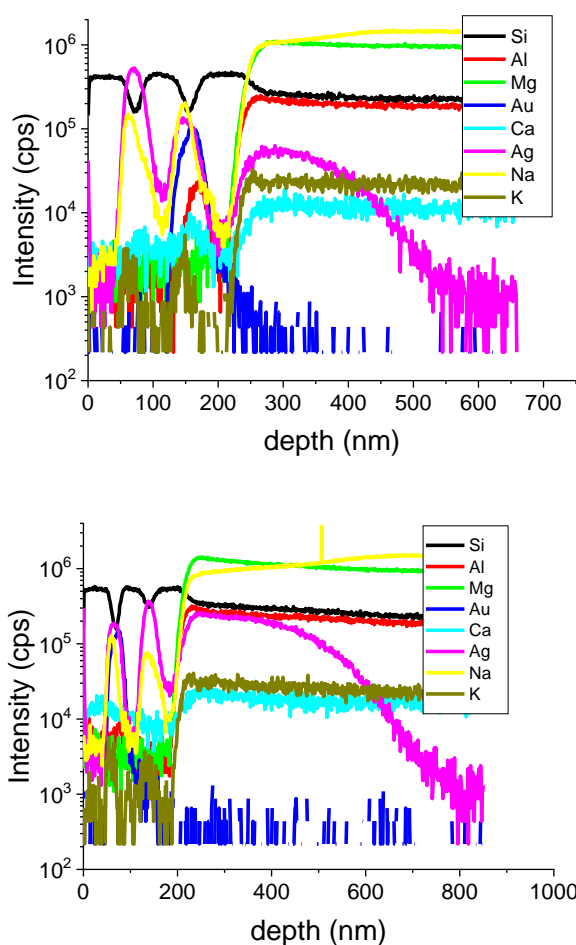 Intensity (cps)
10^6
10^5
10^4
10^3
10^2
Si
Al
Mg
Au
Ca
Ag
Na
K
0 100 200 300 400 500 600 700
depth (nm)
Intensity (cps)
10^6
10^5
10^4
10^3
10^2
Si
Al
Mg
Au
Ca
Ag
Na
K
0 200 400 600 800 1000
depth (nm)